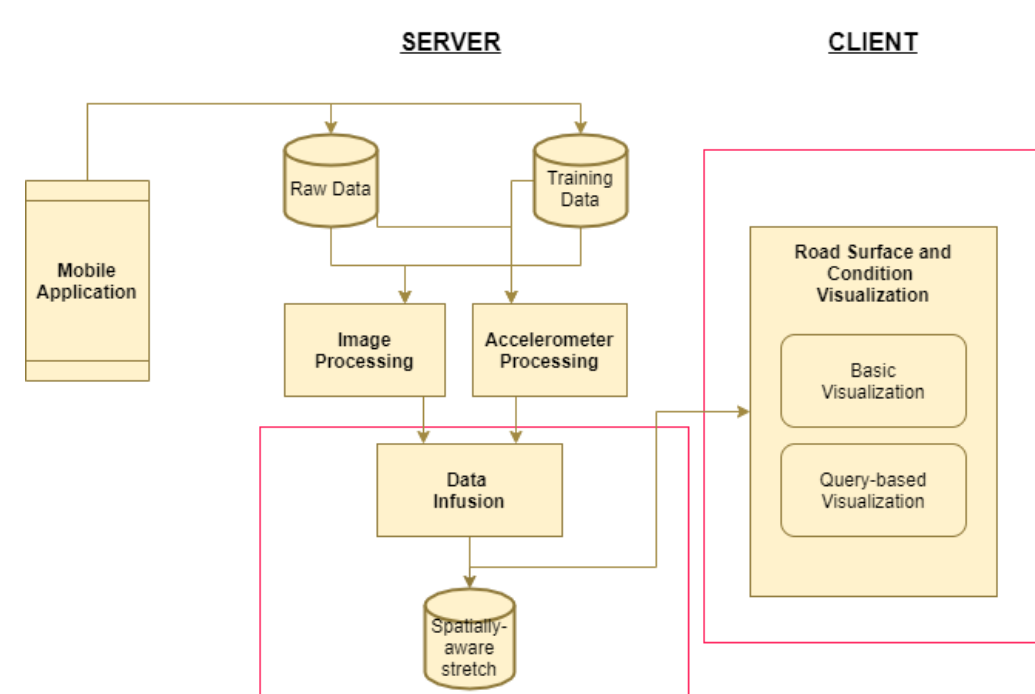 SERVER
CLIENT
Raw Data
Training
Data
Mobile
Application
Road Surface and
Condition
Visualization
Image
Processing
Accelerometer
Processing
Basic
Visualization
Data
Infusion
Query-based
Visualization
Spatially-
aware
stretch